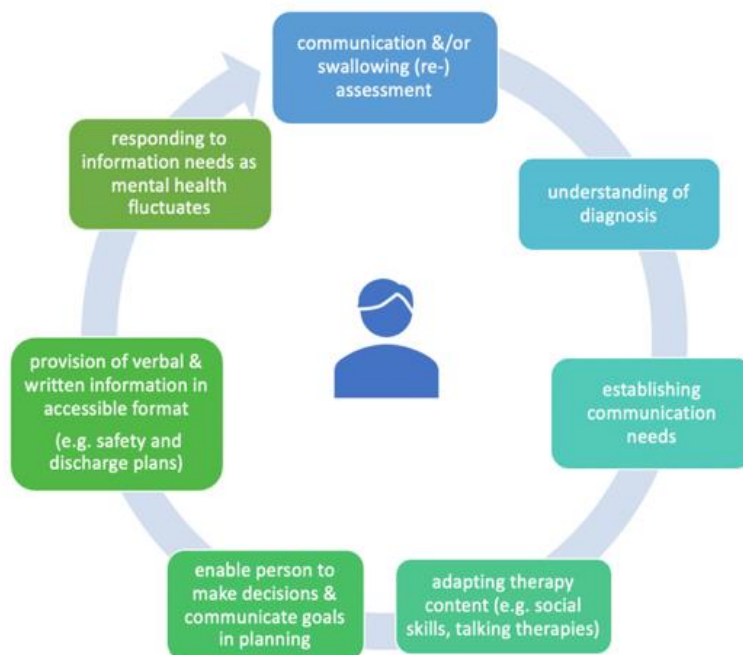 communication &/or
swallowing (re-)
assessment
understanding of
diagnosis
establishing
communication
needs
adapting therapy
content (e.g. social
skills, talking therapies)
enable person to
make decisions &
communicate goals
in planning
provision of verbal &
written information in
accessible format
(e.g. safety and
discharge plans)
responding to
information needs as
mental health
fluctuates